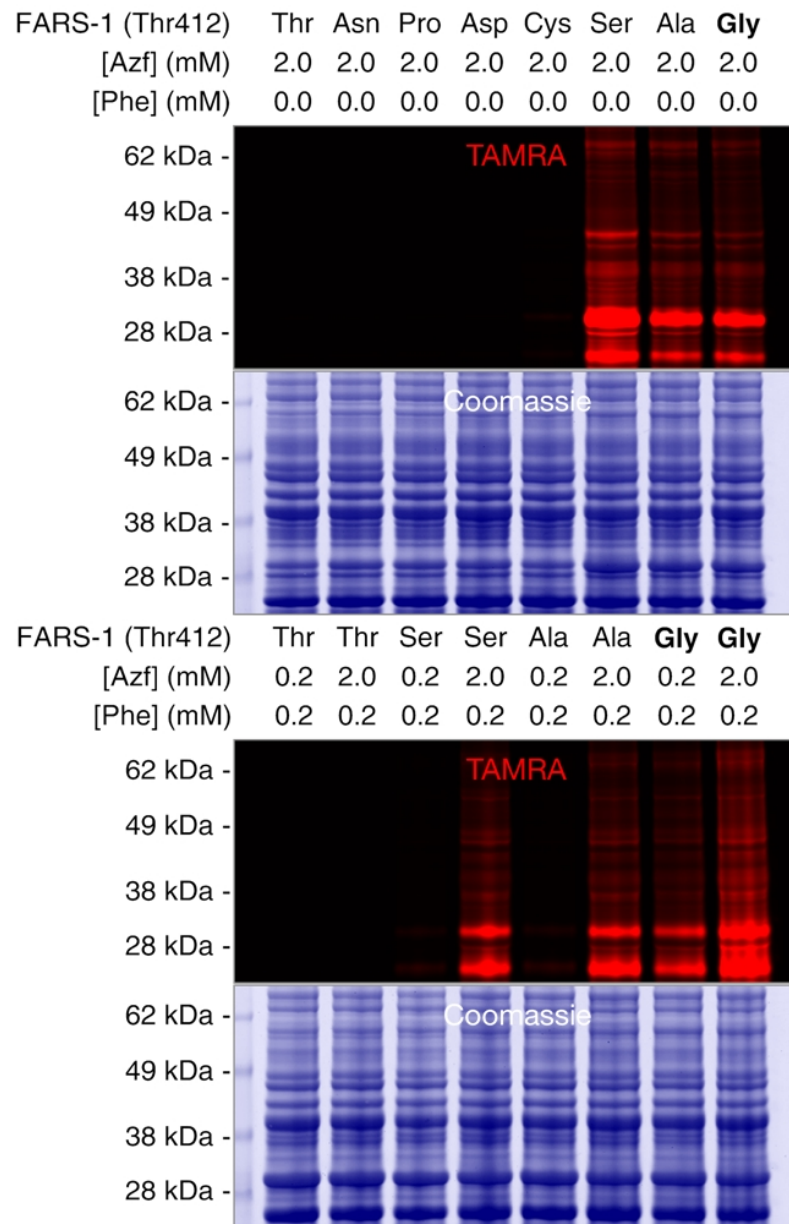 FARS-1 (Thr412) Thr Asn Pro Asp Cys Ser Ala Gly
[Azf] (mM) 2.0 2.0 2.0 2.0 2.0 2.0 2.0 2.0
[Phe] (mM) 0.0 0.0 0.0 0.0 0.0 0.0 0.0 0.0
62 kDa - TAMRA
49 kDa -
38 kDa -
28 kDa -
62 kDa - Coomassie
49 kDa -
38 kDa -
28 kDa -
FARS-1 (Thr412) Thr Thr Ser Ser Ala Ala Gly Gly
[Azf] (mM) 0.2 2.0 0.2 2.0 0.2 2.0 0.2 2.0
[Phe] (mM) 0.2 0.2 0.2 0.2 0.2 0.2 0.2 0.2
62 kDa - TAMRA
49 kDa -
38 kDa -
28 kDa -
62 kDa - Coomassie
49 kDa -
38 kDa -
28 kDa -